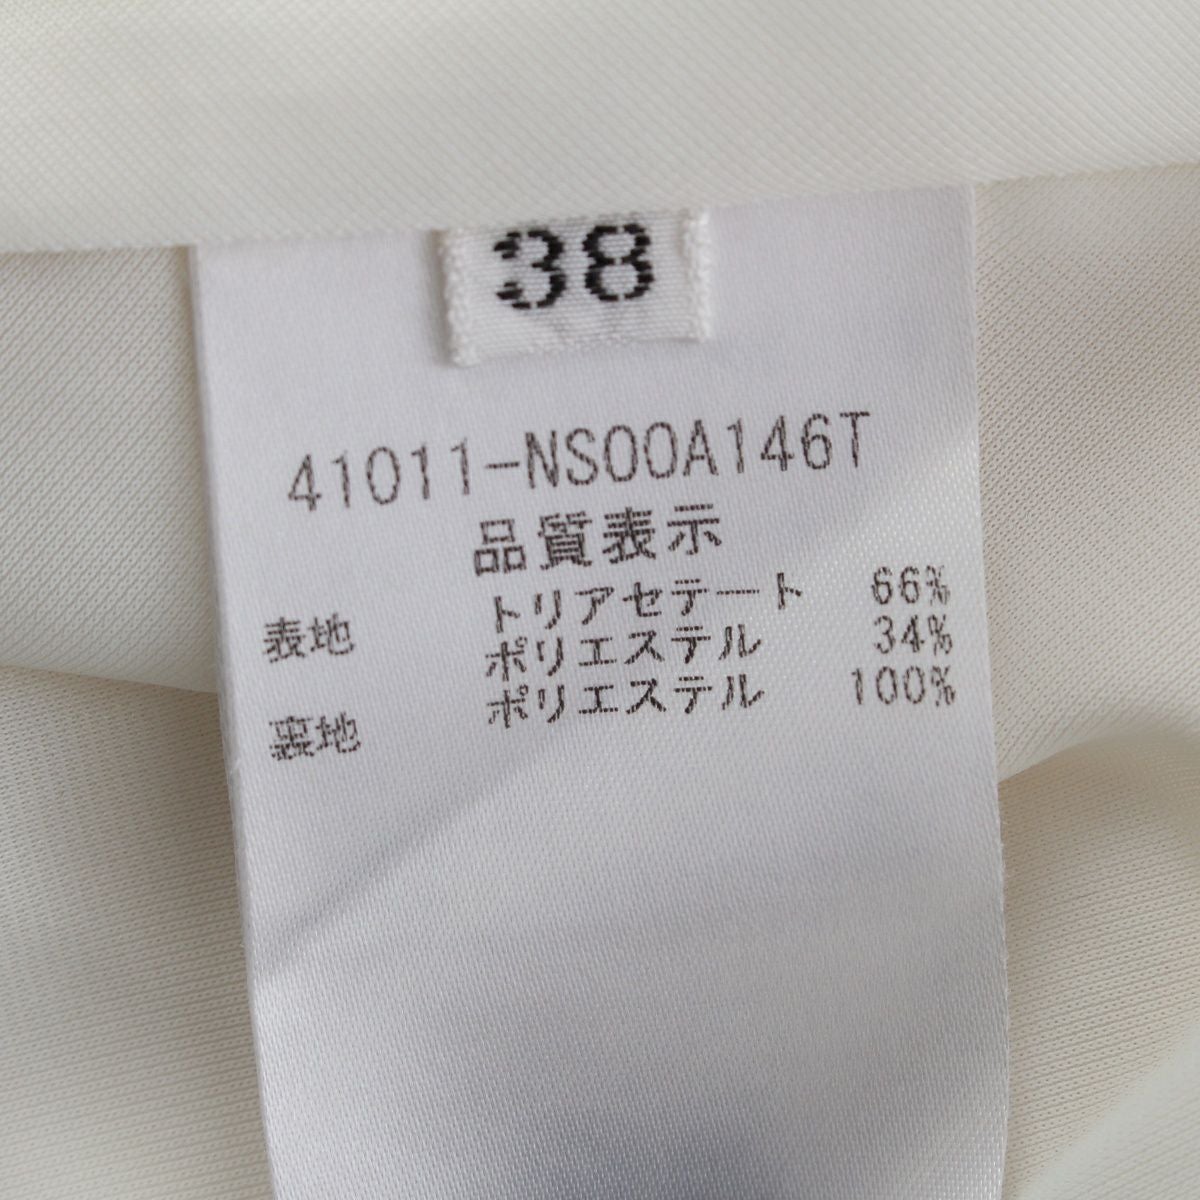 38
41011-NS00A146T
品質表示
表地 トリアセテート 66%
ポリエステル 34%
裏地 ポリエステル 100%